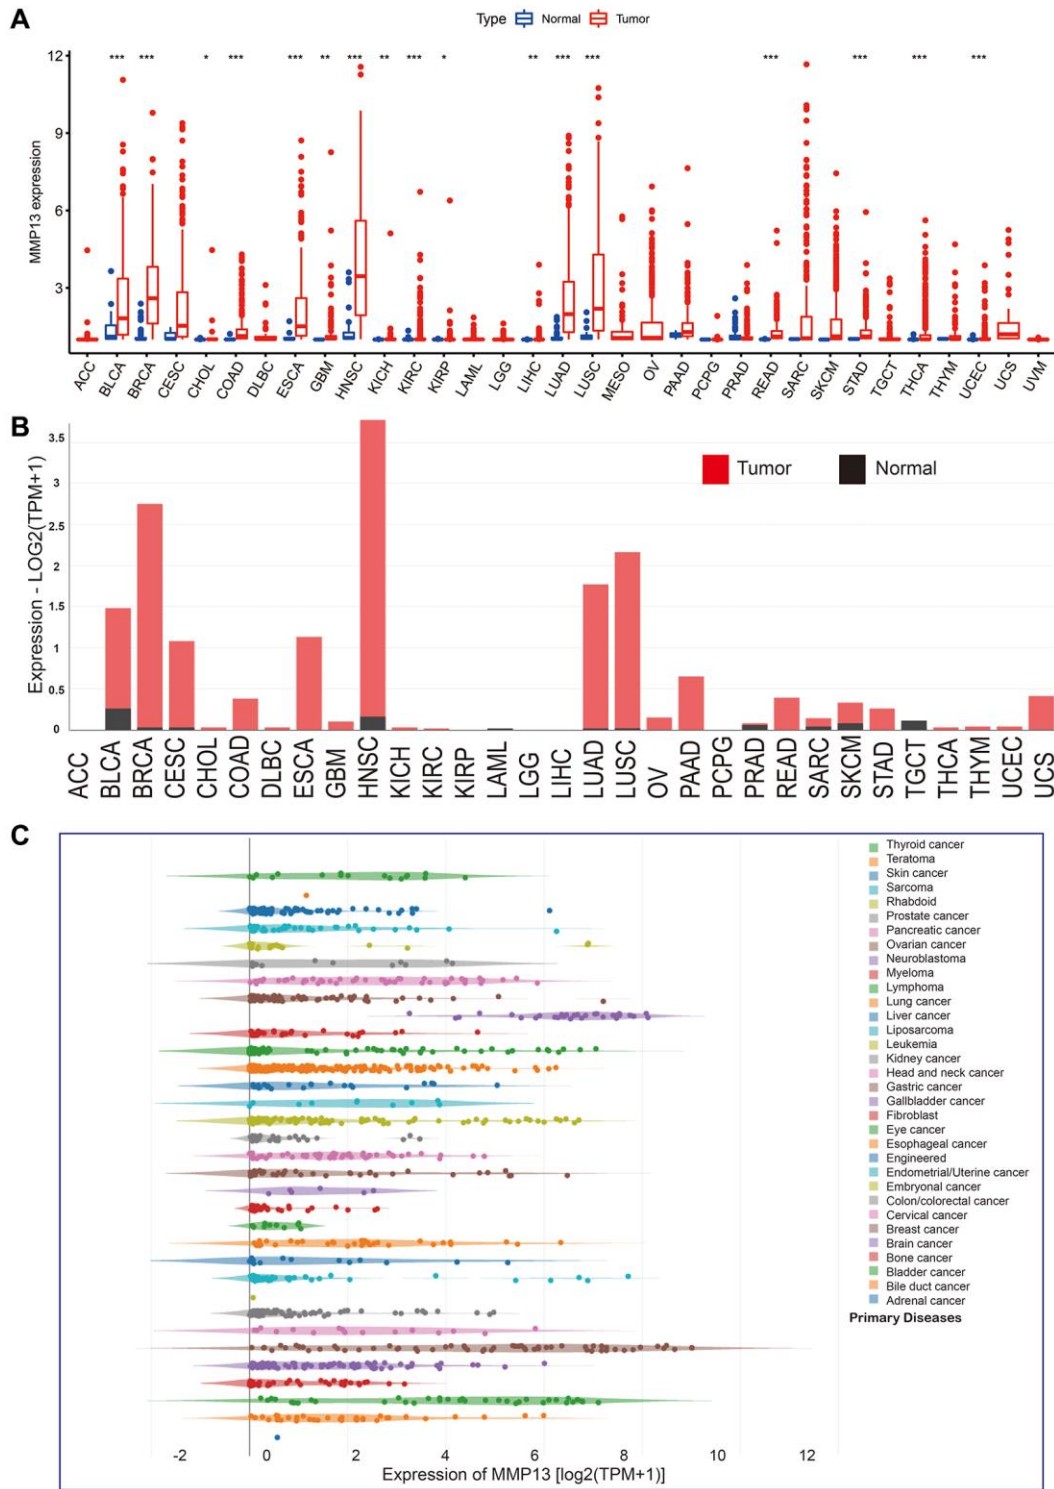 A
Type Normal Tumor
MMP13 expression
12
9
6
3
*** *** * *** *** ** *** ** *** * ** *** *** *** *** *** ***
ACC BLCA BRCA CESC CHOL COAD DLBC ESCA GBM HNSC KICH KIRC KIRP LAML LGG LIHC LUAD LUSC MESO OV PAAD PCPG PRAD READ SARC SKCM STAD TGCT THCA THYM UCEC UCS UVM
B
Expression - LOG2(TPM+1)
3.5
3
2.5
2
1.5
1
0.5
0
Tumor Normal
ACC BLCA BRCA CESC CHOL COAD DLBC ESCA GBM HNSC KICH KIRC KIRP LAML LGG LIHC LUAD LUSC OV PAAD PCPG PRAD READ SARC SKCM STAD TGCT THCA THYM UCEC UCS
C
Thyroid cancer
Teratoma
Skin cancer
Sarcoma
Rhabdoid
Prostate cancer
Pancreatic cancer
Ovarian cancer
Neuroblastoma
Myeloma
Lymphoma
Lung cancer
Liver cancer
Liposarcoma
Leukemia
Kidney cancer
Head and neck cancer
Gastric cancer
Gallbladder cancer
Fibroblast
Eye cancer
Esophageal cancer
Engineered
Endometrial/Uterine cancer
Embryonal cancer
Colon/colorectal cancer
Cervical cancer
Breast cancer
Brain cancer
Bone cancer
Bladder cancer
Bile duct cancer
Adrenal cancer
Primary Diseases
-2 0 2 4 6 8 10 12
Expression of MMP13 [log2(TPM+1)]